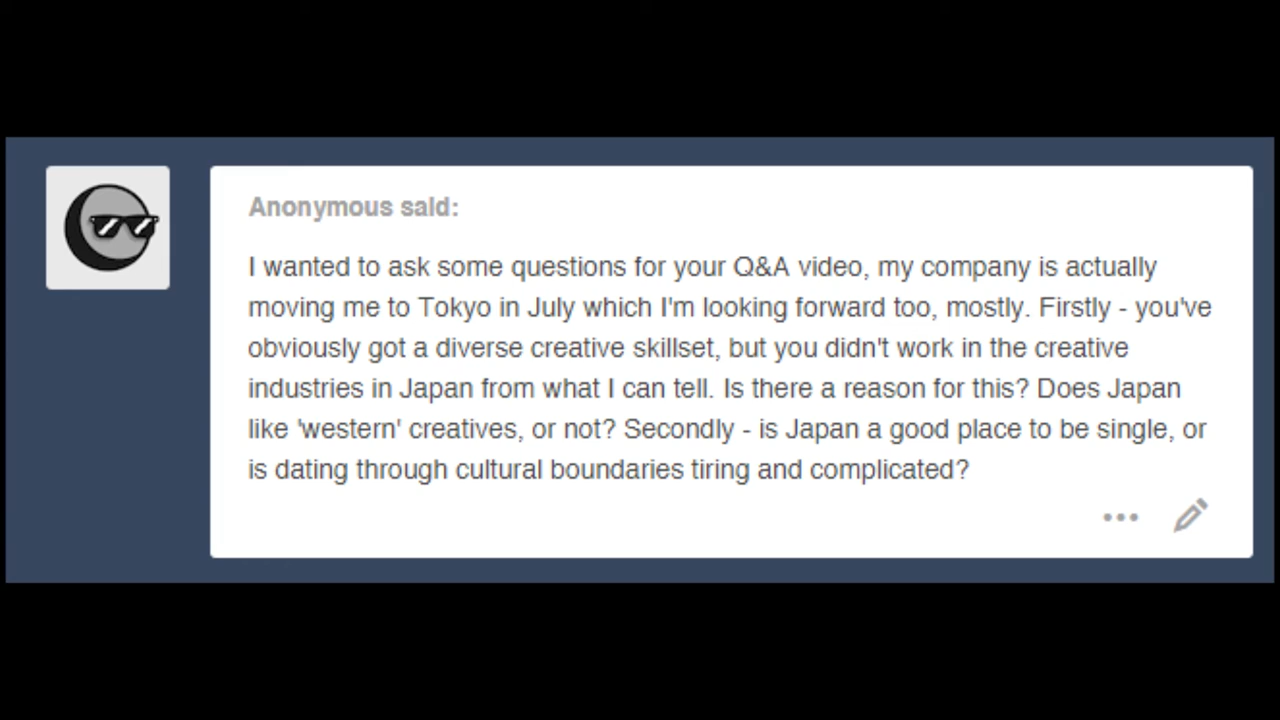 Anonymous said:
I wanted to ask some questions for your Q&A video, my company is actually
moving me to Tokyo in July which I'm looking forward too, mostly. Firstly - you've
obviously got a diverse creative skillset, but you didn't work in the creative
industries in Japan from what I can tell. Is there a reason for this? Does Japan
like 'western' creatives, or not? Secondly - is Japan a good place to be single, or
is dating through cultural boundaries tiring and complicated?